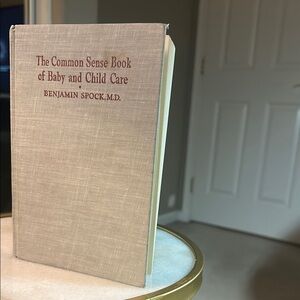 The Common Sense Book
of Baby and Child Care
BENJAMIN SPOCK, M.D.